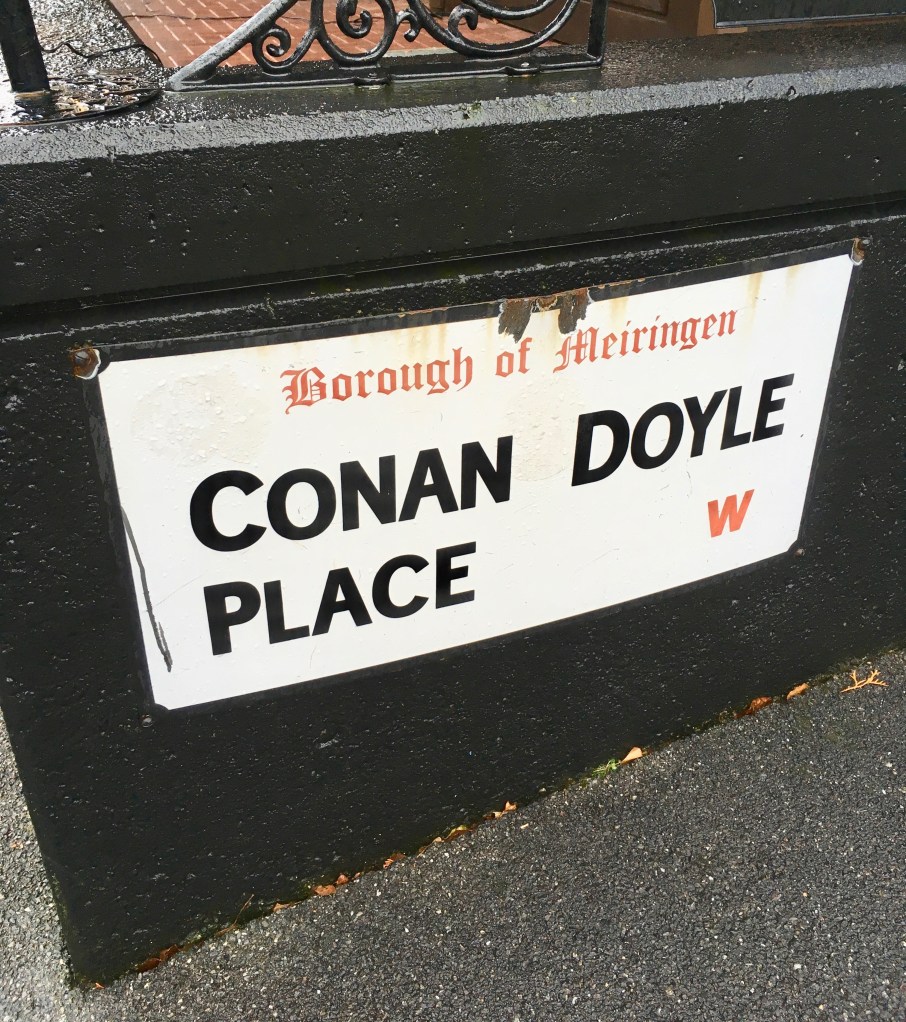 Borough of Meiringen
CONAN DOYLE
PLACE W